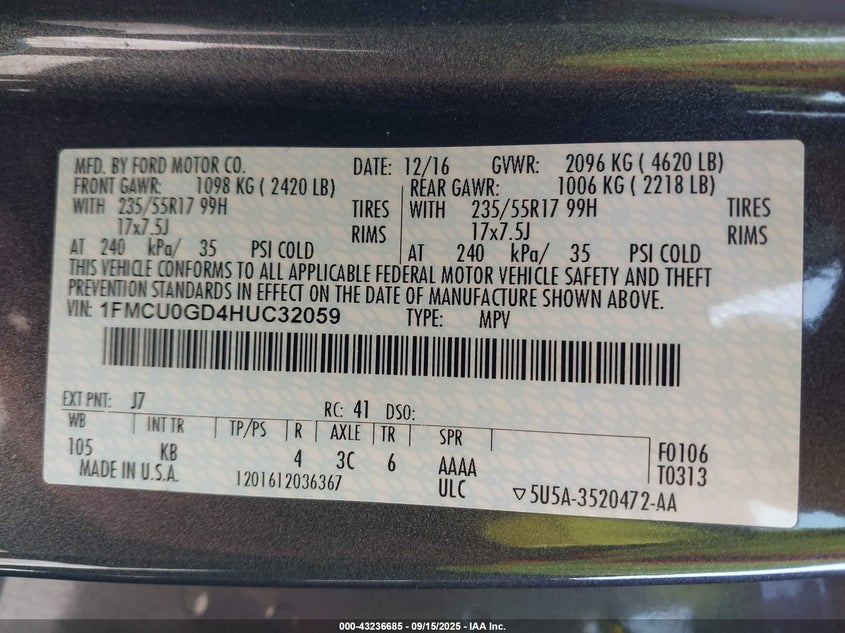 MFD. BY FORD MOTOR CO. DATE: 12/16 GVWR: 2096 KG ( 4620 LB)
FRONT GAWR: 1098 KG ( 2420 LB) REAR GAWR: 1006 KG ( 2218 LB)
WITH 235/55R17 99H TIRES WITH 235/55R17 99H TIRES
17x7.5J RIMS 17x7.5J RIMS
AT 240 kPa/ 35 PSI COLD AT 240 kPa/ 35 PSI COLD
THIS VEHICLE CONFORMS TO ALL APPLICABLE FEDERAL MOTOR VEHICLE SAFETY AND THEFT
PREVENTION STANDARDS IN EFFECT ON THE DATE OF MANUFACTURE SHOWN ABOVE.
VIN: 1FMCU0GD4HUC32059 TYPE: MPV
EXT PNT: J7 RC: 41 DSO:
WB INT TR TP/PS R AXLE TR SPR
105 KB 4 3C 6 AAAA F0106
MADE IN U.S.A. 1201612036367 ULC ▽5U5A-3520472-AA T0313
000-43236685 - 09/15/2025 - IAA Inc.